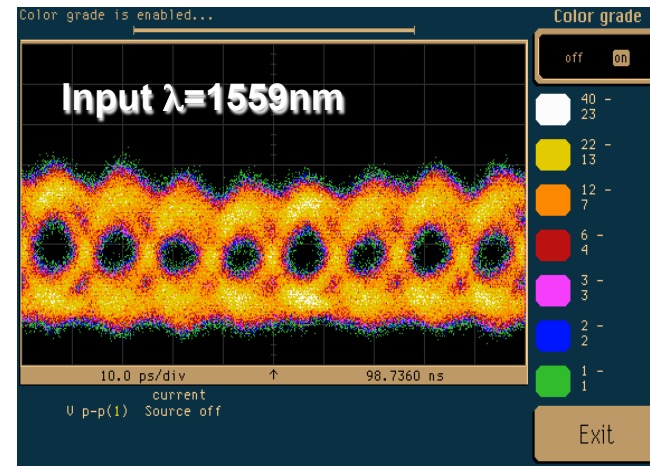 Color grade is enabled...
Color grade
off on
Input λ=1559nm
40 -
23
22 -
13
12 -
7
6 -
4
3 -
3
2 -
2
1 -
1
10.0 ps/div ↑ 98.7360 ns
current
V p-p(1) Source off
Exit